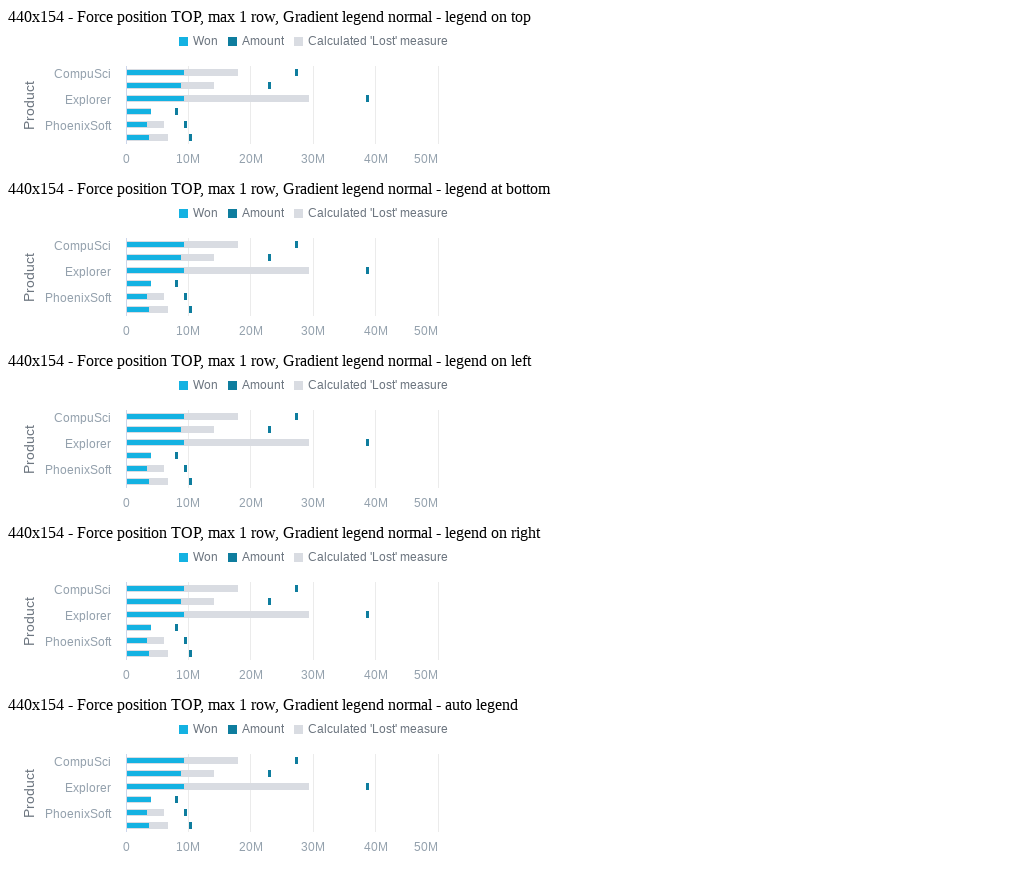 440x154 - Force position TOP, max 1 row, Gradient legend normal - legend on top
Won Amount Calculated 'Lost' measure
Product
CompuSci
Explorer
PhoenixSoft
0 10M 20M 30M 40M 50M
440x154 - Force position TOP, max 1 row, Gradient legend normal - legend at bottom
Won Amount Calculated 'Lost' measure
Product
CompuSci
Explorer
PhoenixSoft
0 10M 20M 30M 40M 50M
440x154 - Force position TOP, max 1 row, Gradient legend normal - legend on left
Won Amount Calculated 'Lost' measure
Product
CompuSci
Explorer
PhoenixSoft
0 10M 20M 30M 40M 50M
440x154 - Force position TOP, max 1 row, Gradient legend normal - legend on right
Won Amount Calculated 'Lost' measure
Product
CompuSci
Explorer
PhoenixSoft
0 10M 20M 30M 40M 50M
440x154 - Force position TOP, max 1 row, Gradient legend normal - auto legend
Won Amount Calculated 'Lost' measure
Product
CompuSci
Explorer
PhoenixSoft
0 10M 20M 30M 40M 50M